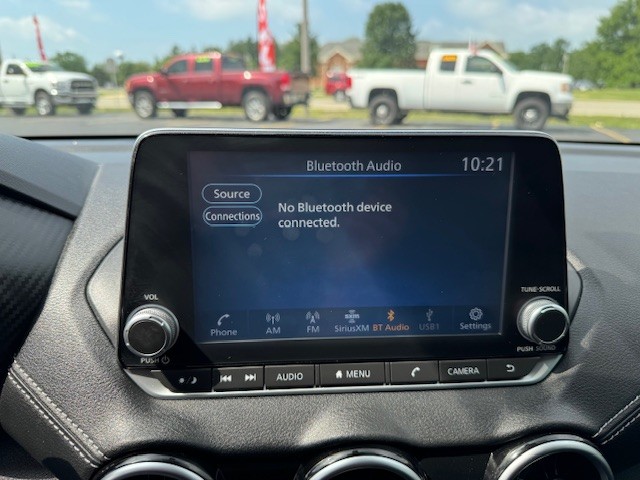 Bluetooth Audio
10:21
Source
Connections
No Bluetooth device
connected.
VOL
TUNE-SCROLL
Phone
AM
FM
SiriusXM
BT Audio
USB1
Settings
PUSH
PUSH SOUND
AUDIO
MENU
CAMERA